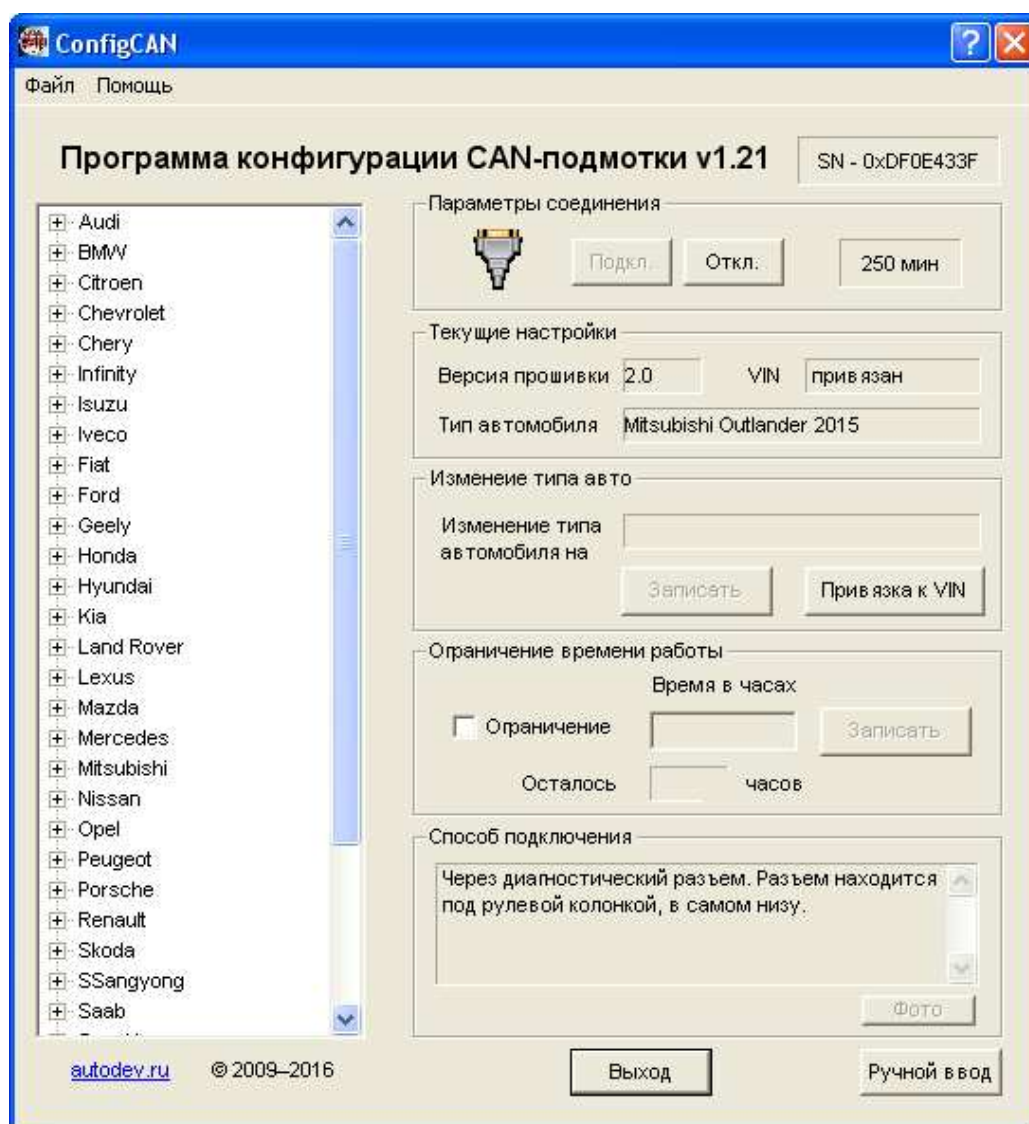 ConfigCAN
Файл Помощь
Программа конфигурации CAN-подмотки v1.21
SN - 0xDF0E433F
Audi
BMW
Citroen
Chevrolet
Chery
Infinity
Isuzu
Iveco
Fiat
Ford
Geely
Honda
Hyundai
Kia
Land Rover
Lexus
Mazda
Mercedes
Mitsubishi
Nissan
Opel
Peugeot
Porsche
Renault
Skoda
SSangyong
Saab
Параметры соединения
Подкл. Откл. 250 мин
Текущие настройки
Версия прошивки 2.0 VIN привязан
Тип автомобиля Mitsubishi Outlander 2015
Изменеие типа авто
Изменение типа
автомобиля на
Записать Привязка к VIN
Ограничение времени работы
Время в часах
Ограничение Записать
Осталось часов
Способ подключения
Через диагностический разъем. Разъем находится
под рулевой колонкой, в самом низу.
Фото
autodev.ru © 2009–2016 Выход Ручной ввод